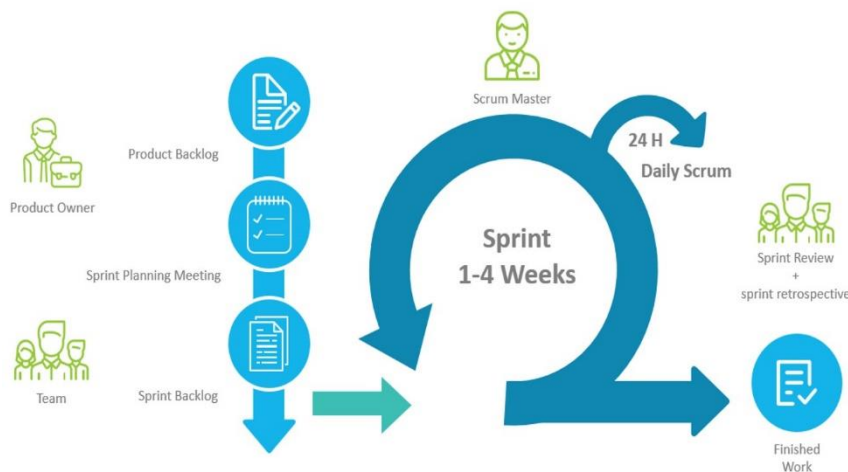 Scrum Master
Product Backlog
Product Owner
24 H
Daily Scrum
Sprint
1-4 Weeks
Sprint Planning Meeting
Sprint Review
+
sprint retrospective
Team
Sprint Backlog
Finished
Work